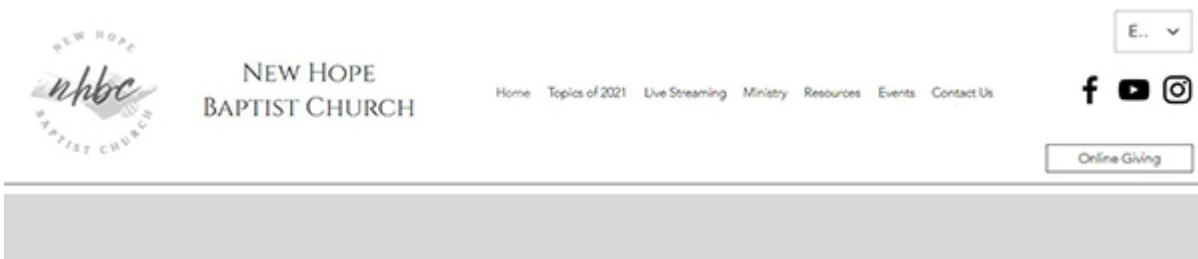 NEW HOPE
nhbc
BAPTIST CHURCH
NEW HOPE
BAPTIST CHURCH
Home Topics of 2021 Live Streaming Ministry Resources Events Contact Us
E..
Online Giving